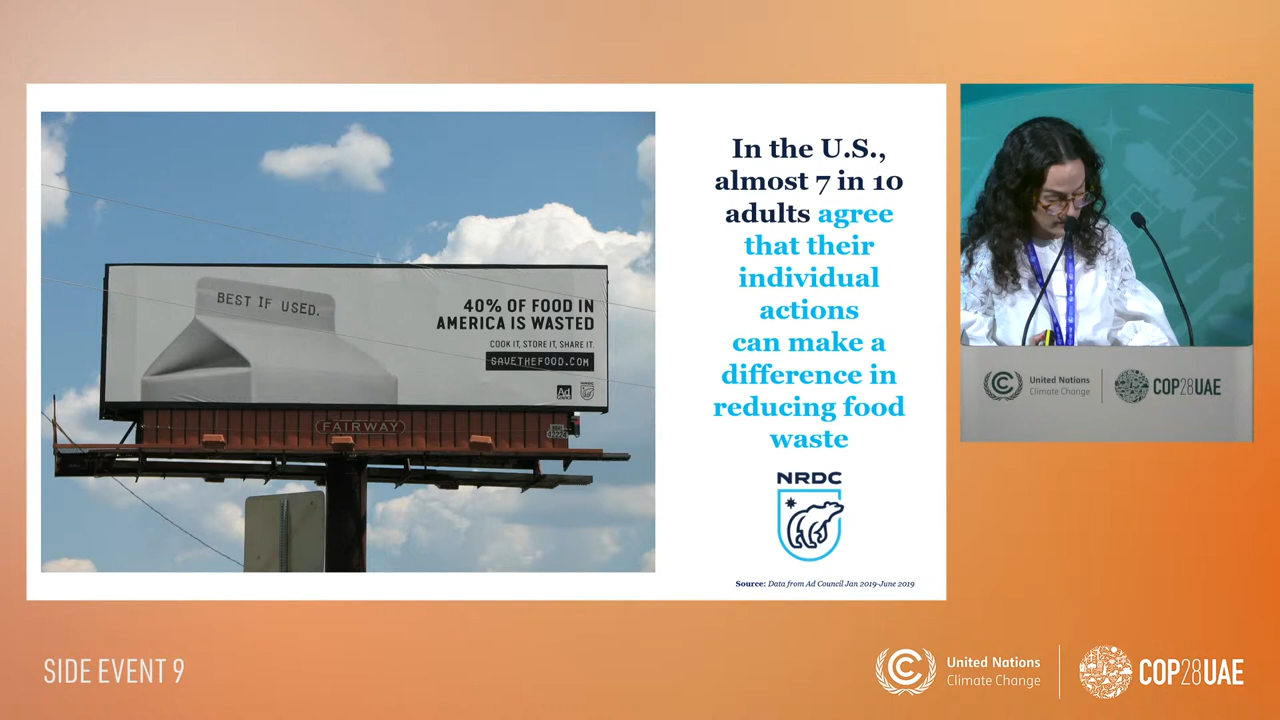 BEST IF USED.
40% OF FOOD IN
AMERICA IS WASTED
COOK IT, STORE IT, SHARE IT.
SAVETHEFOOD.COM
Ad
FAIRWAY
In the U.S.,
almost 7 in 10
adults agree
that their
individual
actions
can make a
difference in
reducing food
waste
NRDC
Source: Data from Ad Council Jan 2019-June 2019
United Nations
Climate Change
COP28UAE
SIDE EVENT 9
United Nations
Climate Change
COP28UAE